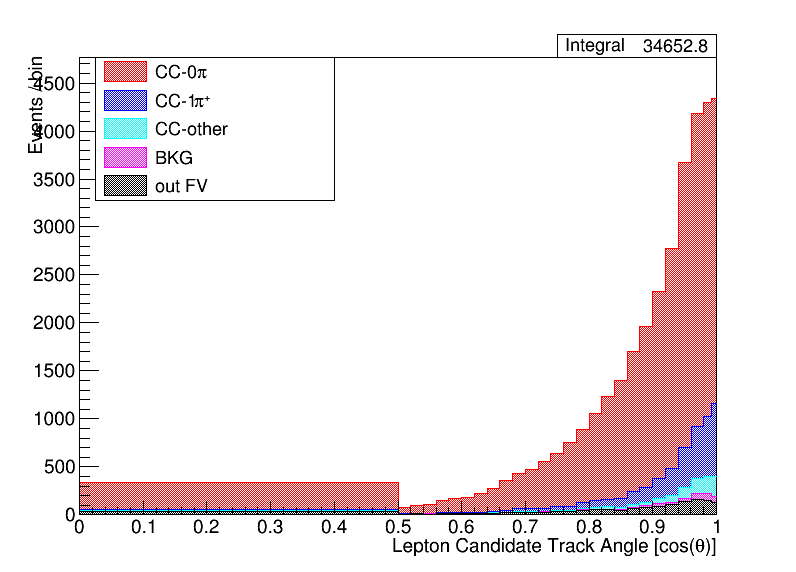 Integral 34652.8
Events / bin
CC-0π
CC-1π⁺
CC-other
BKG
out FV
4500
4000
3500
3000
2500
2000
1500
1000
500
0
0 0.1 0.2 0.3 0.4 0.5 0.6 0.7 0.8 0.9 1
Lepton Candidate Track Angle [cos(θ)]